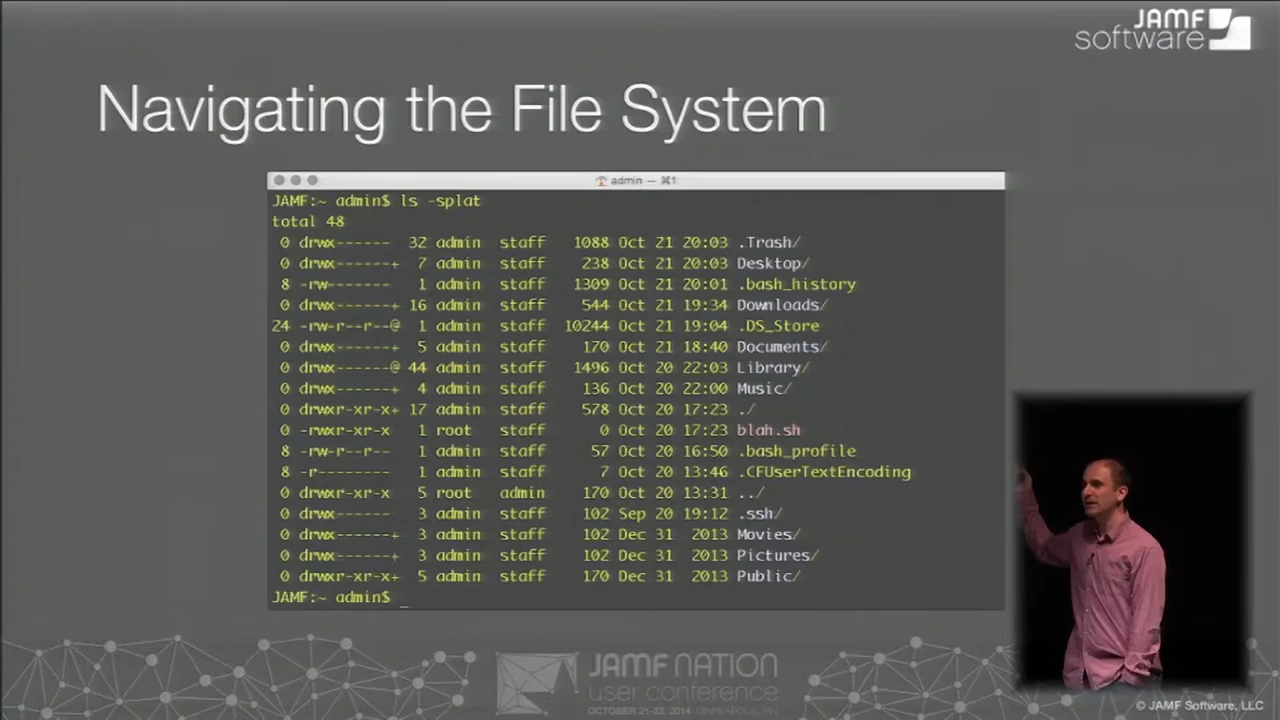 JAMF
software
Navigating the File System
admin — ⌘1
JAMF:~ admin$ ls -splat
total 48
0 drwx------ 32 admin staff 1088 Oct 21 20:03 .Trash/
0 drwx------+ 7 admin staff 238 Oct 21 20:03 Desktop/
8 -rw------- 1 admin staff 1309 Oct 21 20:01 .bash_history
0 drwx------+ 16 admin staff 544 Oct 21 19:34 Downloads/
24 -rw-r--r--@ 1 admin staff 10244 Oct 21 19:04 .DS_Store
0 drwx------+ 5 admin staff 170 Oct 21 18:40 Documents/
0 drwx------@ 44 admin staff 1496 Oct 20 22:03 Library/
0 drwx------+ 4 admin staff 136 Oct 20 22:00 Music/
0 drwxr-xr-x+ 17 admin staff 578 Oct 20 17:23 ./
0 -rwxr-xr-x 1 root staff 0 Oct 20 17:23 blah.sh
8 -rw-r--r-- 1 admin staff 57 Oct 20 16:50 .bash_profile
8 -r-------- 1 admin staff 7 Oct 20 13:46 .CFUserTextEncoding
0 drwxr-xr-x 5 root admin 170 Oct 20 13:31 ../
0 drwx------ 3 admin staff 102 Sep 20 19:12 .ssh/
0 drwx------+ 3 admin staff 102 Dec 31 2013 Movies/
0 drwx------+ 3 admin staff 102 Dec 31 2013 Pictures/
0 drwxr-xr-x+ 5 admin staff 170 Dec 31 2013 Public/
JAMF:~ admin$ _
JAMF NATION
user conference
OCTOBER 21-23, 2014 MINNEAPOLIS, MN
© JAMF Software, LLC